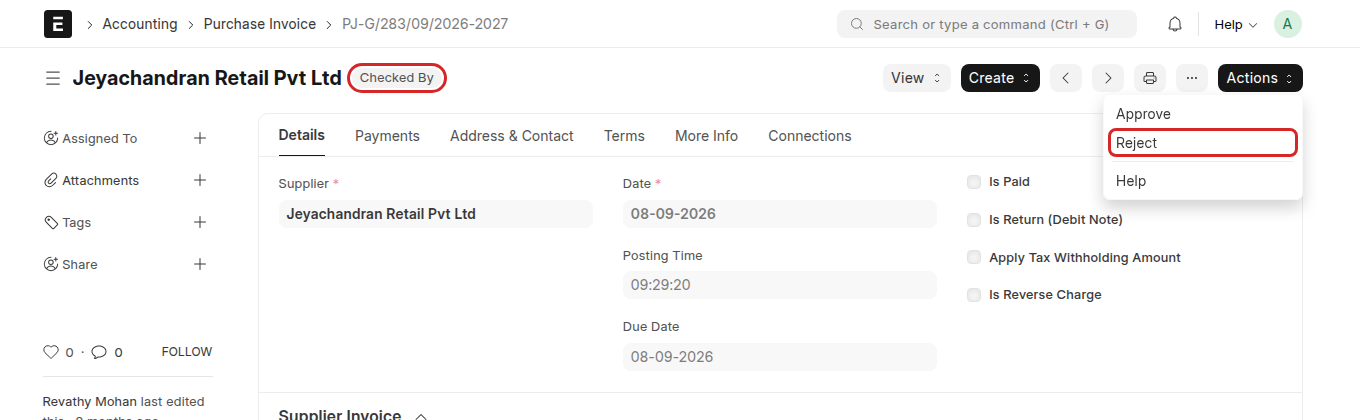 E Accounting Purchase Invoice PJ-G/283/09/2026-2027 Search or type a command (Ctrl + G) Help A
Jeyachandran Retail Pvt Ltd Checked By View Create ··· Actions
Approve
Reject
Help
Assigned To
Attachments
Tags
Share
0 · 0 FOLLOW
Revathy Mohan last edited
Details Payments Address & Contact Terms More Info Connections
Supplier *
Jeyachandran Retail Pvt Ltd
Date *
08-09-2026
Posting Time
09:29:20
Due Date
08-09-2026
Is Paid
Is Return (Debit Note)
Apply Tax Withholding Amount
Is Reverse Charge
Supplier Invoice